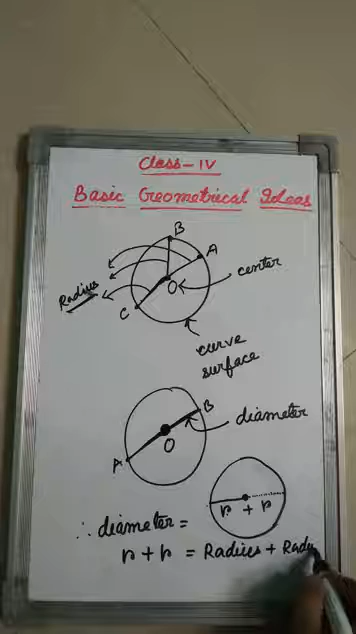 Class-IV
Basic Geometrical Ideas
B
A
O
center
Radius
C
curve
surface
B
diameter
O
A
r + r
∴ diameter =
r + r = Radius + Radi